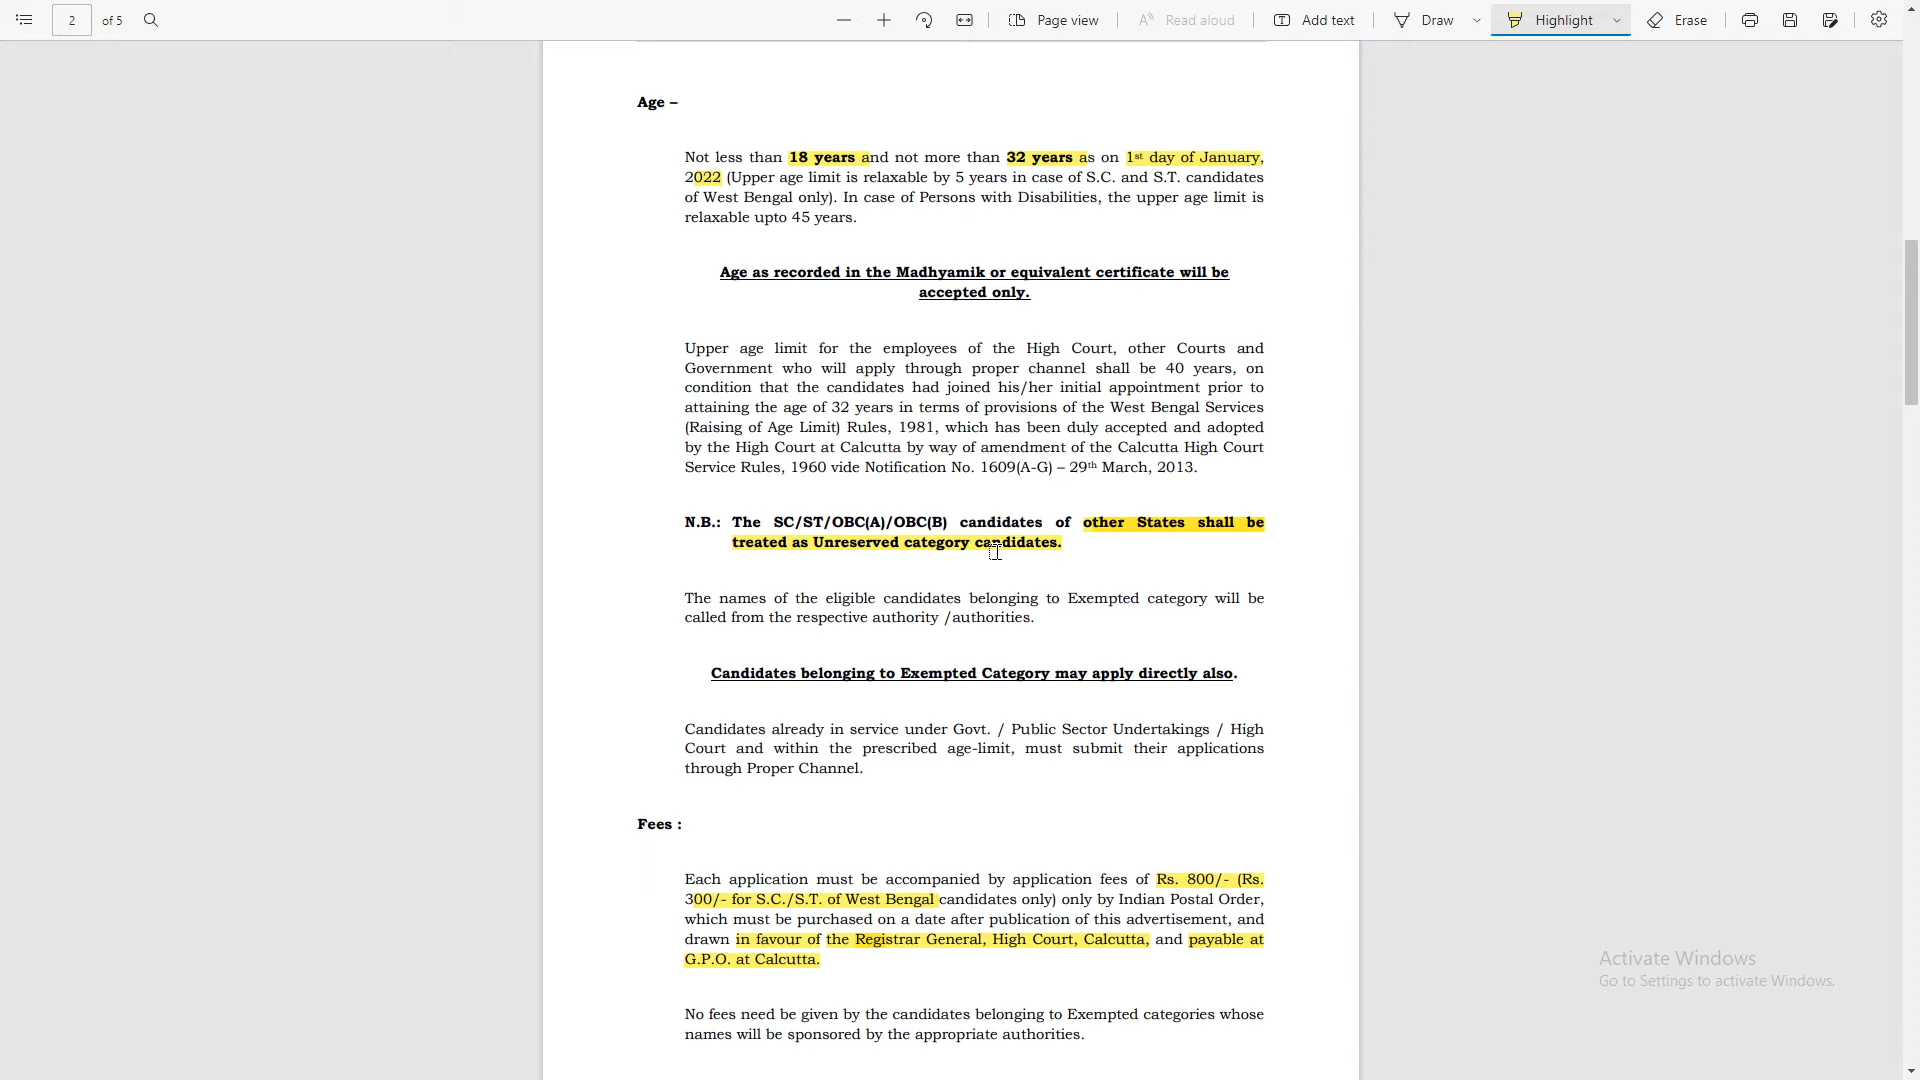 2 of 5 Page view Read aloud Add text Draw Highlight Erase
Age –
Not less than 18 years and not more than 32 years as on 1st day of January,
2022 (Upper age limit is relaxable by 5 years in case of S.C. and S.T. candidates
of West Bengal only). In case of Persons with Disabilities, the upper age limit is
relaxable upto 45 years.
Age as recorded in the Madhyamik or equivalent certificate will be
accepted only.
Upper age limit for the employees of the High Court, other Courts and
Government who will apply through proper channel shall be 40 years, on
condition that the candidates had joined his/her initial appointment prior to
attaining the age of 32 years in terms of provisions of the West Bengal Services
(Raising of Age Limit) Rules, 1981, which has been duly accepted and adopted
by the High Court at Calcutta by way of amendment of the Calcutta High Court
Service Rules, 1960 vide Notification No. 1609(A-G) – 29th March, 2013.
N.B.: The SC/ST/OBC(A)/OBC(B) candidates of other States shall be
treated as Unreserved category candidates.
The names of the eligible candidates belonging to Exempted category will be
called from the respective authority /authorities.
Candidates belonging to Exempted Category may apply directly also.
Candidates already in service under Govt. / Public Sector Undertakings / High
Court and within the prescribed age-limit, must submit their applications
through Proper Channel.
Fees :
Each application must be accompanied by application fees of Rs. 800/- (Rs.
300/- for S.C./S.T. of West Bengal candidates only) only by Indian Postal Order,
which must be purchased on a date after publication of this advertisement, and
drawn in favour of the Registrar General, High Court, Calcutta, and payable at
G.P.O. at Calcutta.
Activate Windows
Go to Settings to activate Windows.
No fees need be given by the candidates belonging to Exempted categories whose
names will be sponsored by the appropriate authorities.